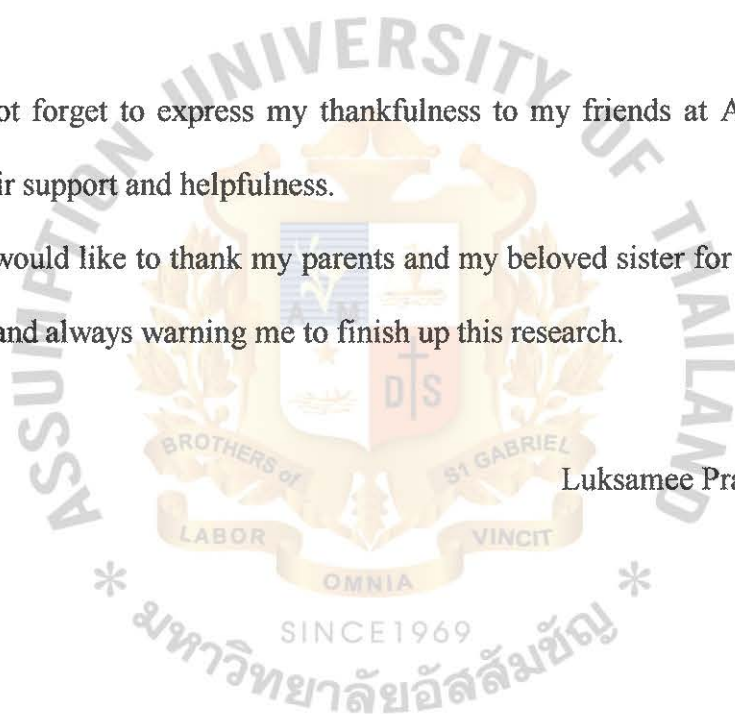 ot forget to express my thankfulness to my friends at A
ir support and helpfulness.
would like to thank my parents and my beloved sister for
and always warning me to finish up this research.
Luksamee Pra
ASSUMPTION UNIVERSITY OF THAILAND
A M
D S
BROTHERS of ST GABRIEL
LABOR
VINCIT
OMNIA
SINCE1969
* มหาวิทยาลัยอัสสัมชัญ *